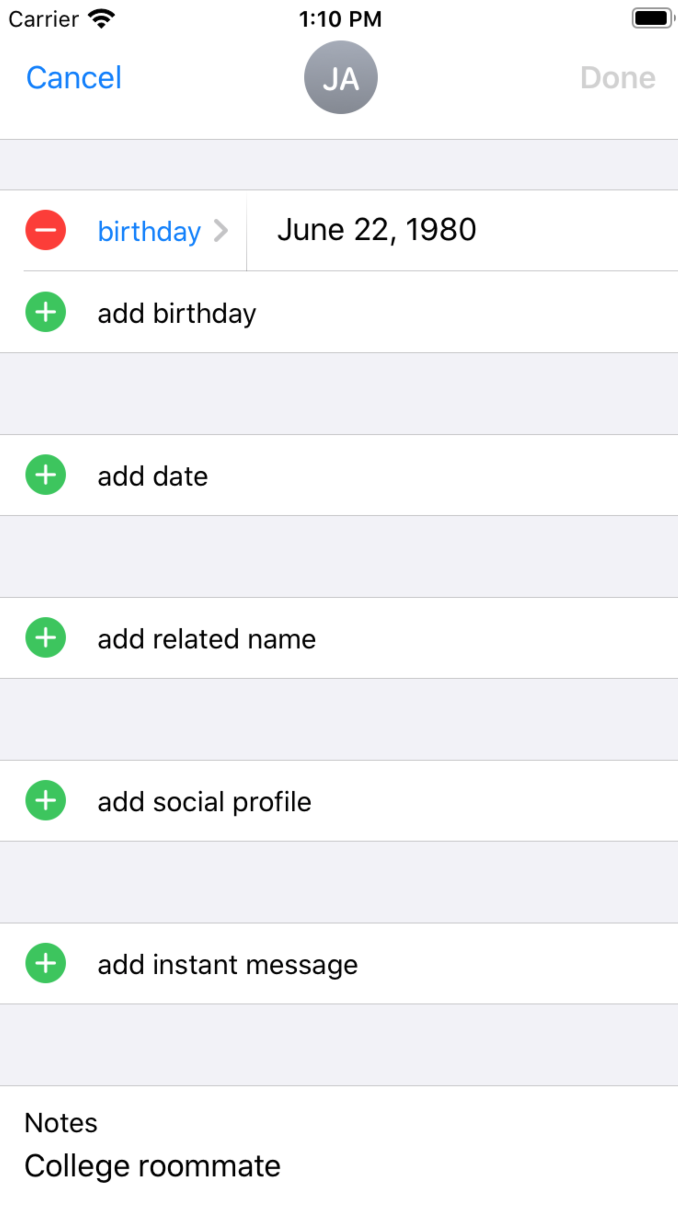 Carrier 1:10 PM
Cancel JA Done
birthday June 22, 1980
add birthday
add date
add related name
add social profile
add instant message
Notes
College roommate